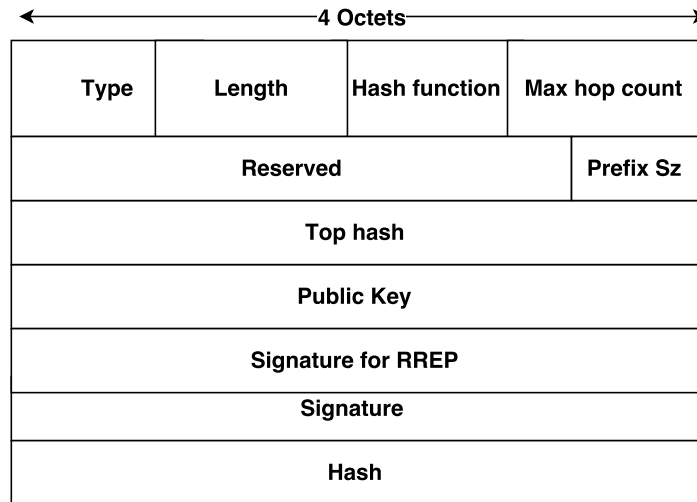 4 Octets
Type Length Hash function Max hop count
Reserved Prefix Sz
Top hash
Public Key
Signature for RREP
Signature
Hash